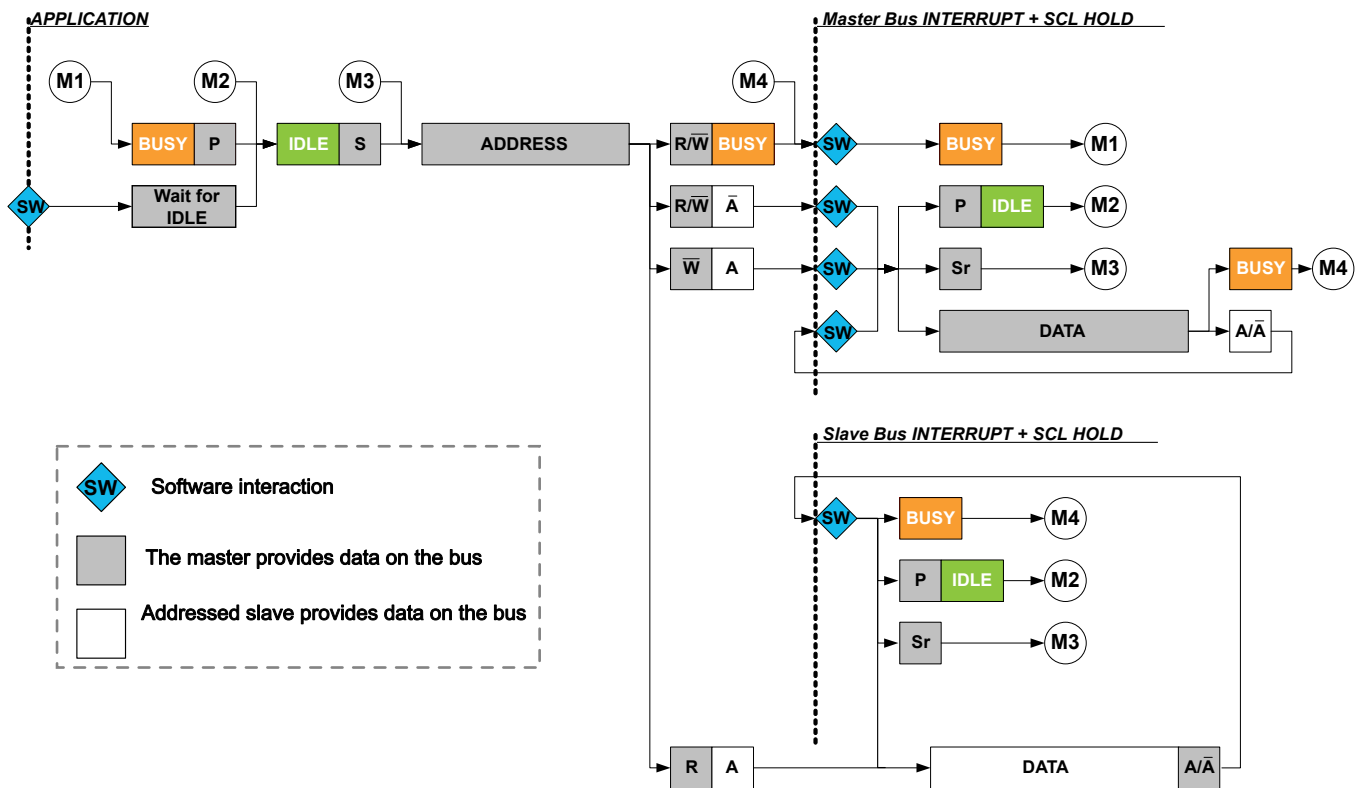 APPLICATION
Master Bus INTERRUPT + SCL HOLD
M1
M2
M3
M4
BUSY P
IDLE S
ADDRESS
R/W̅ BUSY
SW
BUSY
M1
SW
Wait for
IDLE
R/W̅ A̅
SW
P IDLE
M2
W̅ A
SW
Sr
M3
BUSY
M4
SW
DATA
A/A̅
Slave Bus INTERRUPT + SCL HOLD
SW
Software interaction
The master provides data on the bus
Addressed slave provides data on the bus
SW
BUSY
M4
P IDLE
M2
Sr
M3
R A
DATA
A/A̅